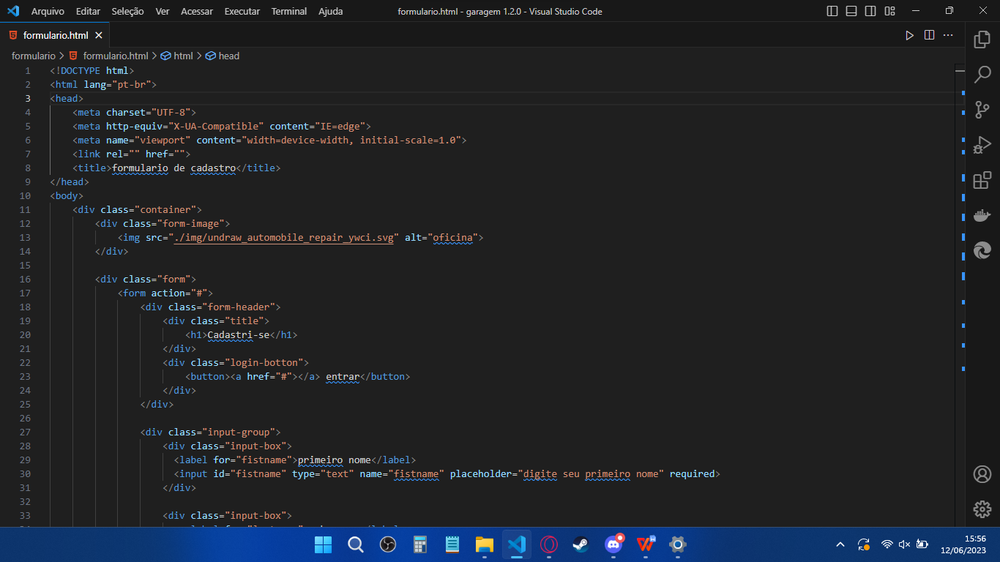 Arquivo Editar Seleção Ver Acessar Executar Terminal Ajuda formulario.html - garagem 1.2.0 - Visual Studio Code
formulario.html
formulario > formulario.html > html > head
1 <!DOCTYPE html>
2 <html lang="pt-br">
3 <head>
4 <meta charset="UTF-8">
5 <meta http-equiv="X-UA-Compatible" content="IE=edge">
6 <meta name="viewport" content="width=device-width, initial-scale=1.0">
7 <link rel="" href="">
8 <title>formulario de cadastro</title>
9 </head>
10 <body>
11 <div class="container">
12 <div class="form-image">
13 <img src="./img/undraw_automobile_repair_ywci.svg" alt="oficina">
14 </div>
15
16 <div class="form">
17 <form action="#">
18 <div class="form-header">
19 <div class="title">
20 <h1>Cadastri-se</h1>
21 </div>
22 <div class="login-botton">
23 <button><a href="#"></a> entrar</button>
24 </div>
25 </div>
26
27 <div class="input-group">
28 <div class="input-box">
29 <label for="fistname">primeiro nome</label>
30 <input id="fistname" type="text" name="fistname" placeholder="digite seu primeiro nome" required>
31 </div>
32
33 <div class="input-box">
15:56
12/06/2023